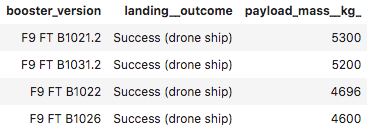 booster_version landing__outcome payload_mass__kg_
F9 FT B1021.2 Success (drone ship) 5300
F9 FT B1031.2 Success (drone ship) 5200
F9 FT B1022 Success (drone ship) 4696
F9 FT B1026 Success (drone ship) 4600